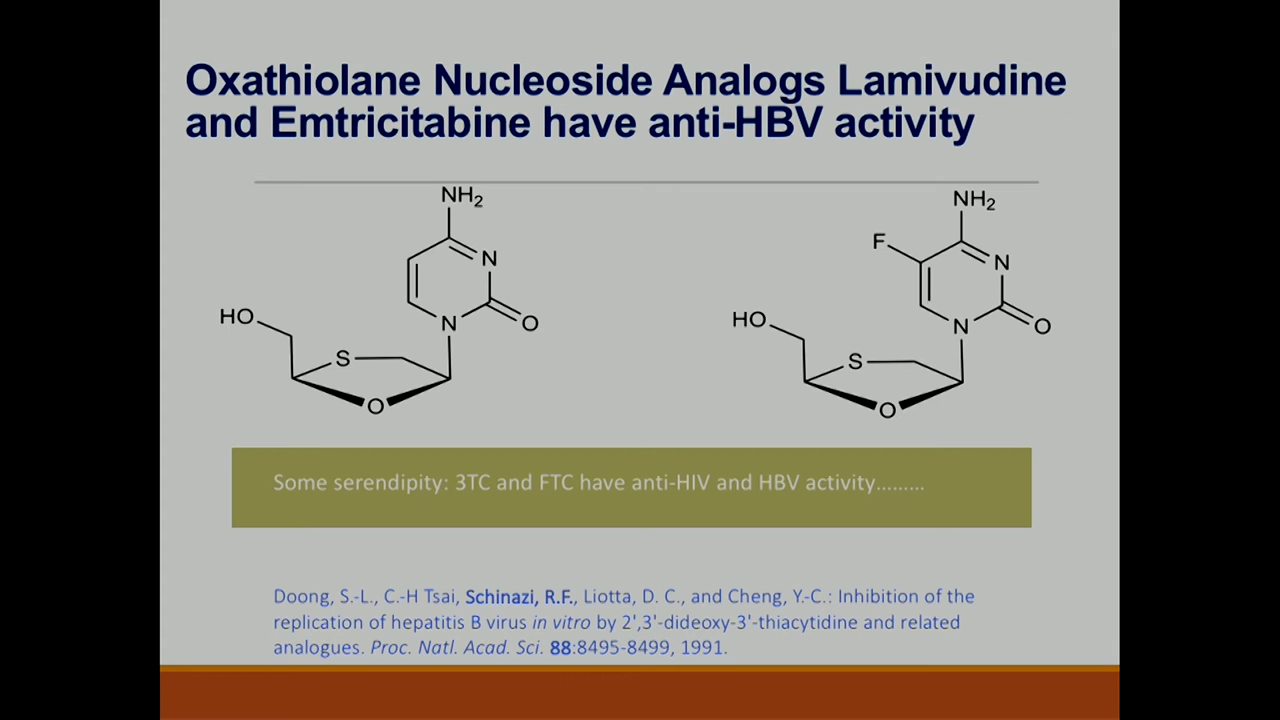 Oxathiolane Nucleoside Analogs Lamivudine
and Emtricitabine have anti-HBV activity
NH2
N
HO
N
O
S
O
NH2
F
N
HO
N
O
S
O
Some serendipity: 3TC and FTC have anti-HIV and HBV activity.........
Doong, S.-L., C.-H Tsai, Schinazi, R.F., Liotta, D. C., and Cheng, Y.-C.: Inhibition of the
replication of hepatitis B virus in vitro by 2',3'-dideoxy-3'-thiacytidine and related
analogues. Proc. Natl. Acad. Sci. 88:8495-8499, 1991.